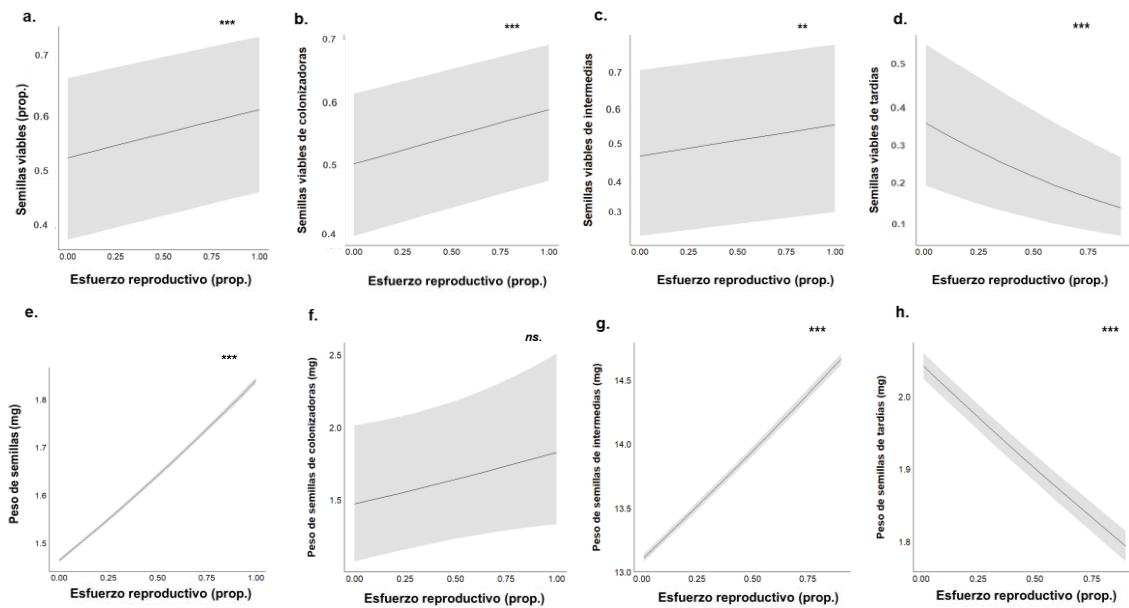 a.
***
Semillas viables (prop.)
0.7
0.6
0.5
0.4
0.00 0.25 0.50 0.75 1.00
Esfuerzo reproductivo (prop.)
b.
***
Semillas viables de colonizadoras
0.7
0.6
0.5
0.4
0.00 0.25 0.50 0.75 1.00
Esfuerzo reproductivo (prop.)
c.
**
Semillas viables de intermedias
0.7
0.6
0.5
0.4
0.3
0.00 0.25 0.50 0.75 1.00
Esfuerzo reproductivo (prop.)
d.
***
Semillas viables de tardías
0.5
0.4
0.3
0.2
0.1
0.00 0.25 0.50 0.75
Esfuerzo reproductivo (prop.)
e.
***
Peso de semillas (mg)
1.8
1.7
1.6
1.5
0.00 0.25 0.50 0.75 1.00
Esfuerzo reproductivo (prop.)
f.
ns.
Peso de semillas de colonizadoras (mg)
2.5
2.0
1.5
1.0
0.00 0.25 0.50 0.75 1.00
Esfuerzo reproductivo (prop.)
g.
***
Peso de semillas de intermedias (mg)
14.5
14.0
13.5
13.0
0.00 0.25 0.50 0.75
Esfuerzo reproductivo (prop.)
h.
***
Peso de semillas de tardías (mg)
2.0
1.9
1.8
0.00 0.25 0.50 0.75
Esfuerzo reproductivo (prop.)